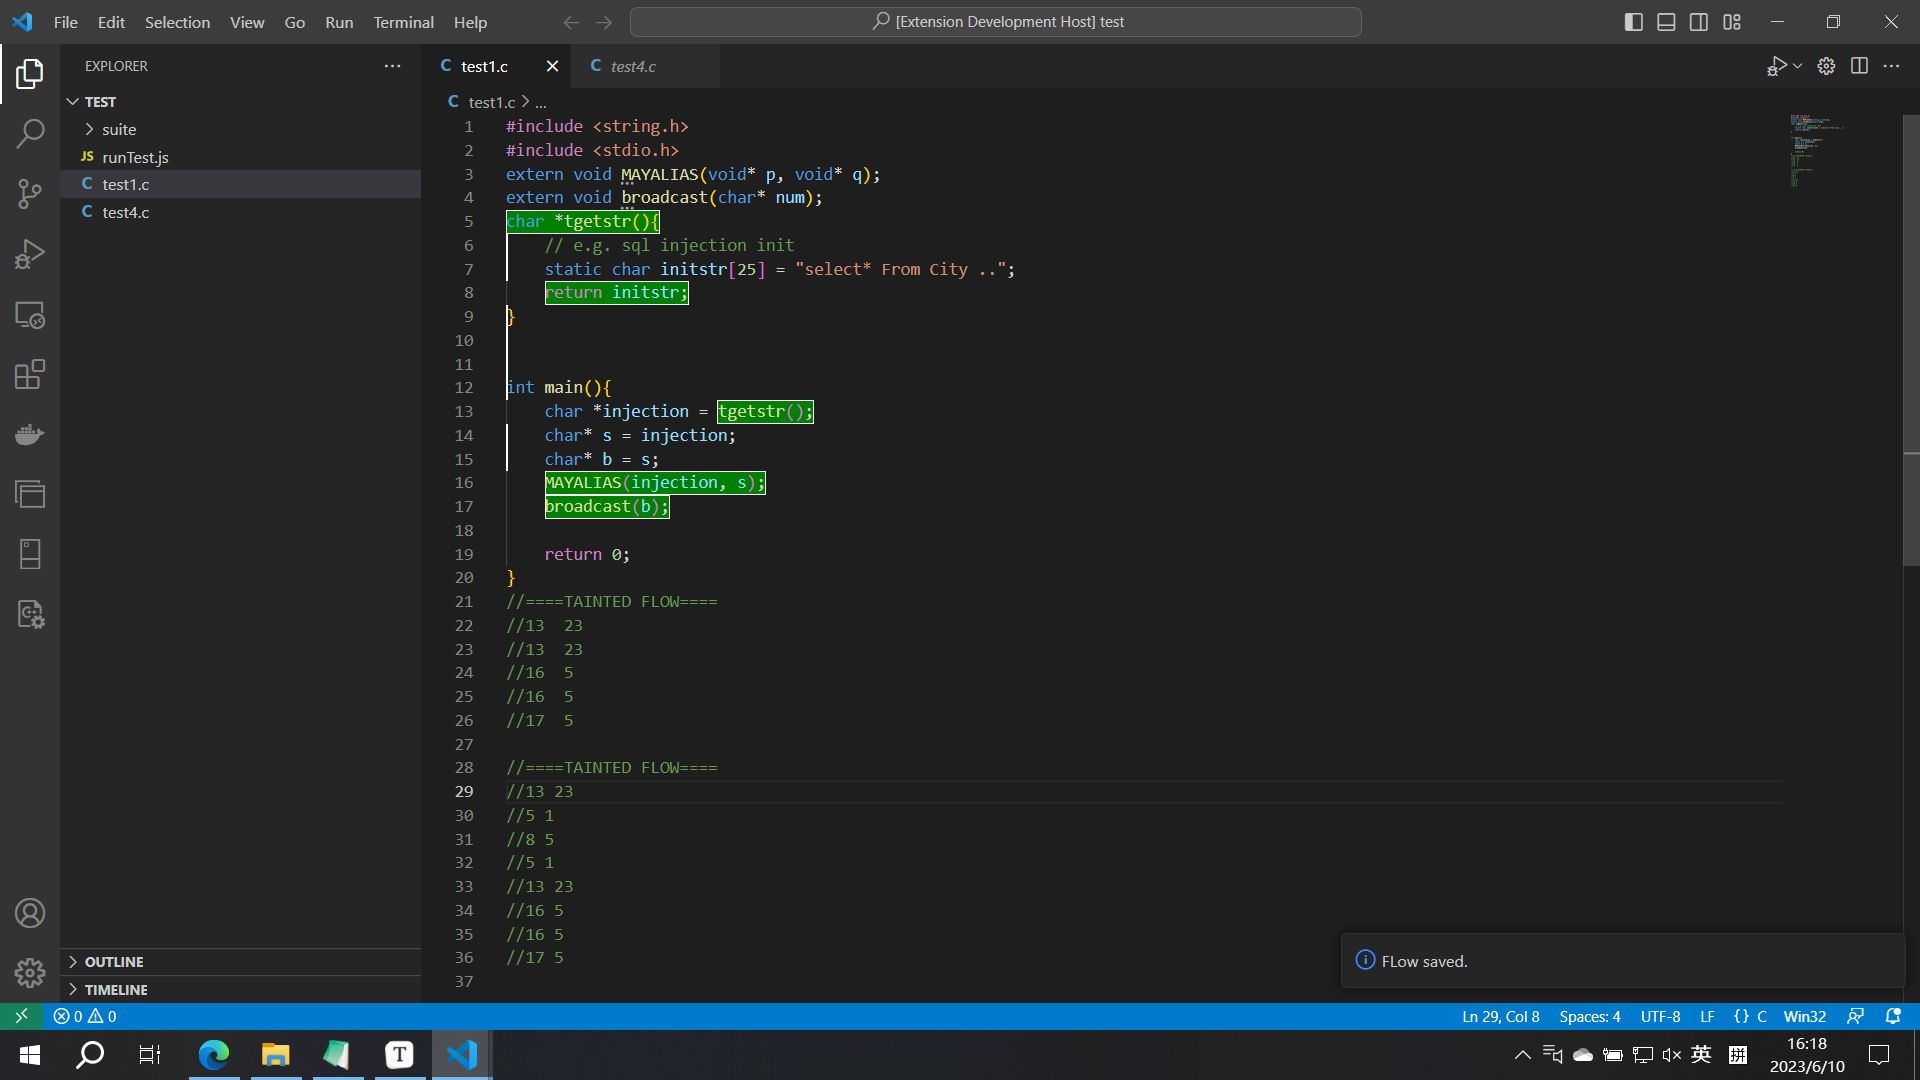 File Edit Selection View Go Run Terminal Help
[Extension Development Host] test
EXPLORER
TEST
suite
JS runTest.js
C test1.c
C test4.c
OUTLINE
TIMELINE
C test1.c
C test4.c
C test1.c > ...
1 #include <string.h>
2 #include <stdio.h>
3 extern void MAYALIAS(void* p, void* q);
4 extern void broadcast(char* num);
5 char *tgetstr(){
6 // e.g. sql injection init
7 static char initstr[25] = "select* From City ..";
8 return initstr;
9 }
10
11
12 int main(){
13 char *injection = tgetstr();
14 char* s = injection;
15 char* b = s;
16 MAYALIAS(injection, s);
17 broadcast(b);
18
19 return 0;
20 }
21 //====TAINTED FLOW====
22 //13  23
23 //13  23
24 //16  5
25 //16  5
26 //17  5
27
28 //====TAINTED FLOW====
29 //13 23
30 //5 1
31 //8 5
32 //5 1
33 //13 23
34 //16 5
35 //16 5
36 //17 5
37
FLow saved.
0 0
Ln 29, Col 8 Spaces: 4 UTF-8 LF {} C Win32
T
英
拼
16:18
2023/6/10